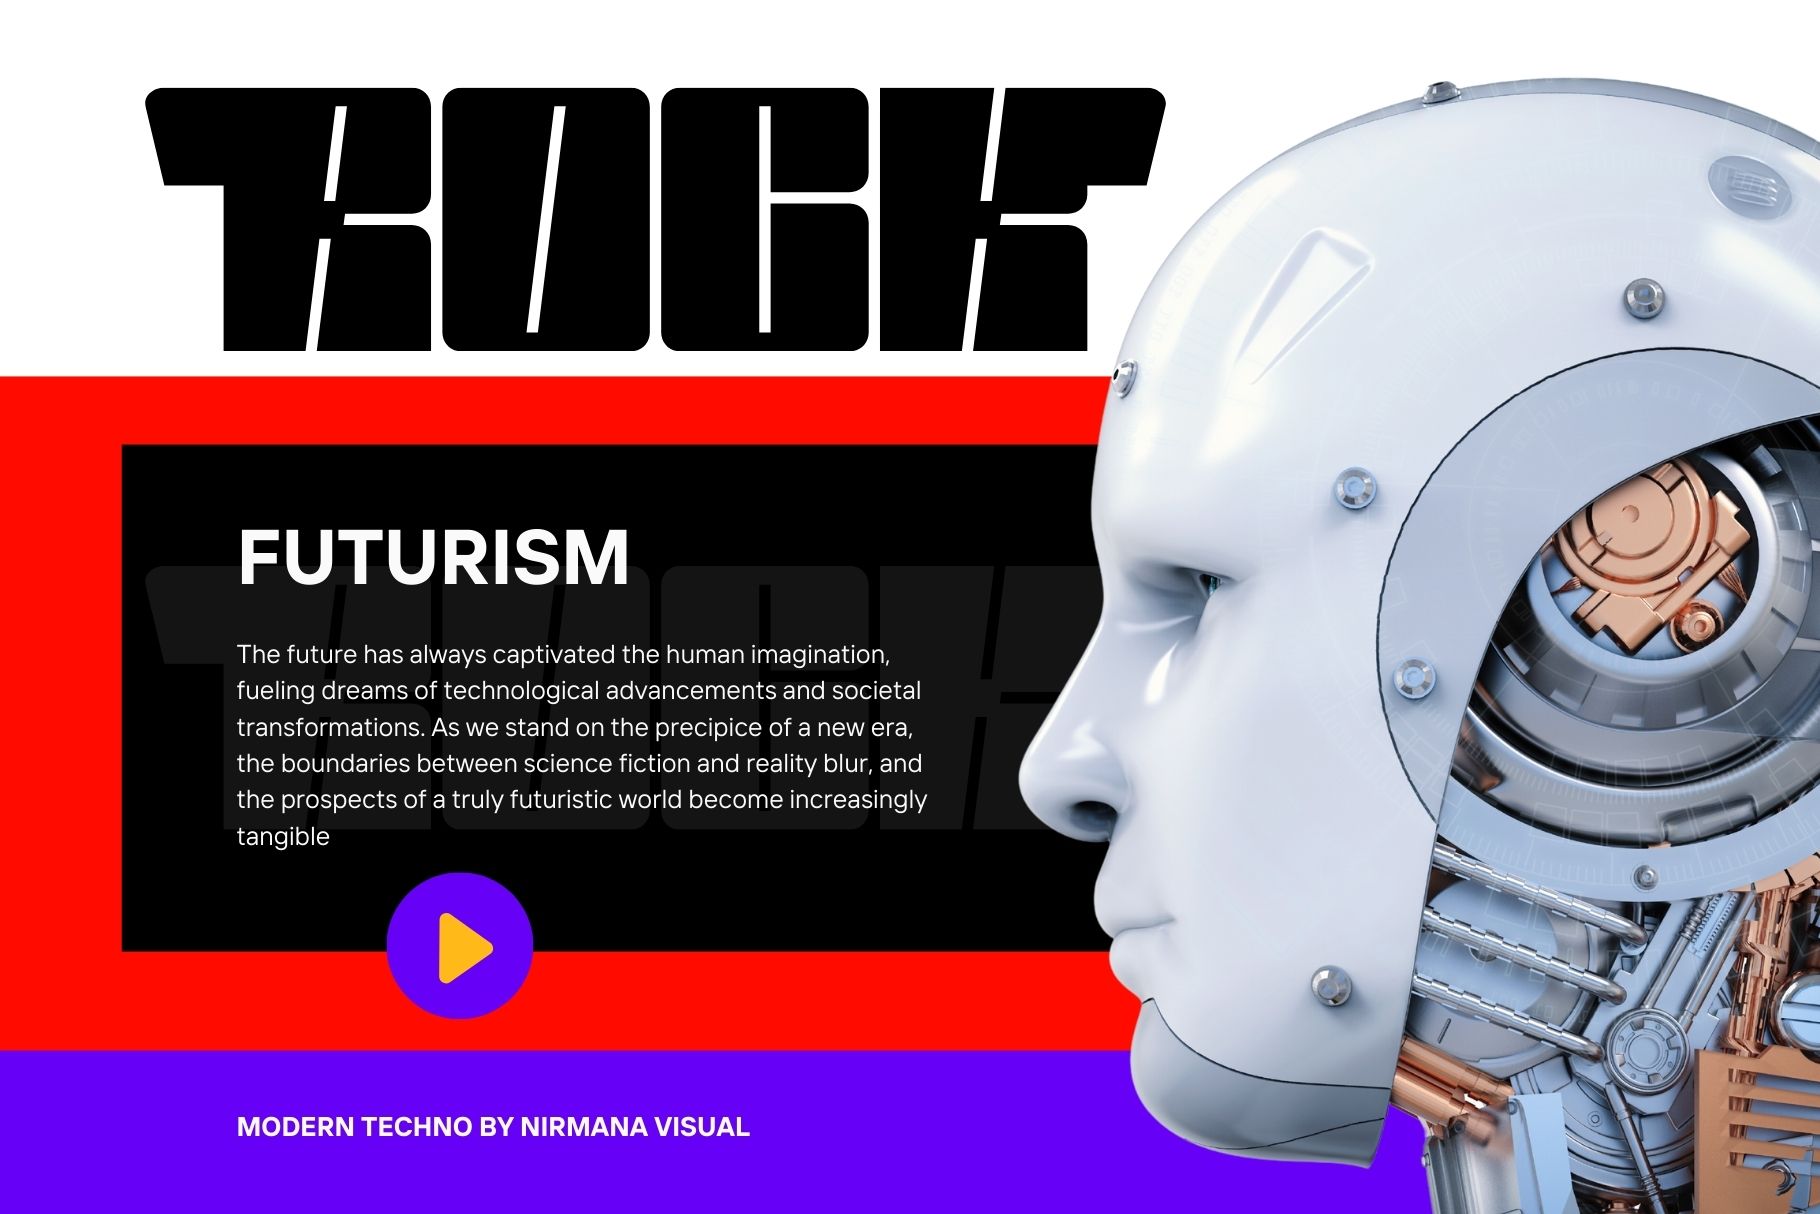 ROCK
FUTURISM
The future has always captivated the human imagination,
fueling dreams of technological advancements and societal
transformations. As we stand on the precipice of a new era,
the boundaries between science fiction and reality blur, and
the prospects of a truly futuristic world become increasingly
tangible
MODERN TECHNO BY NIRMANA VISUAL